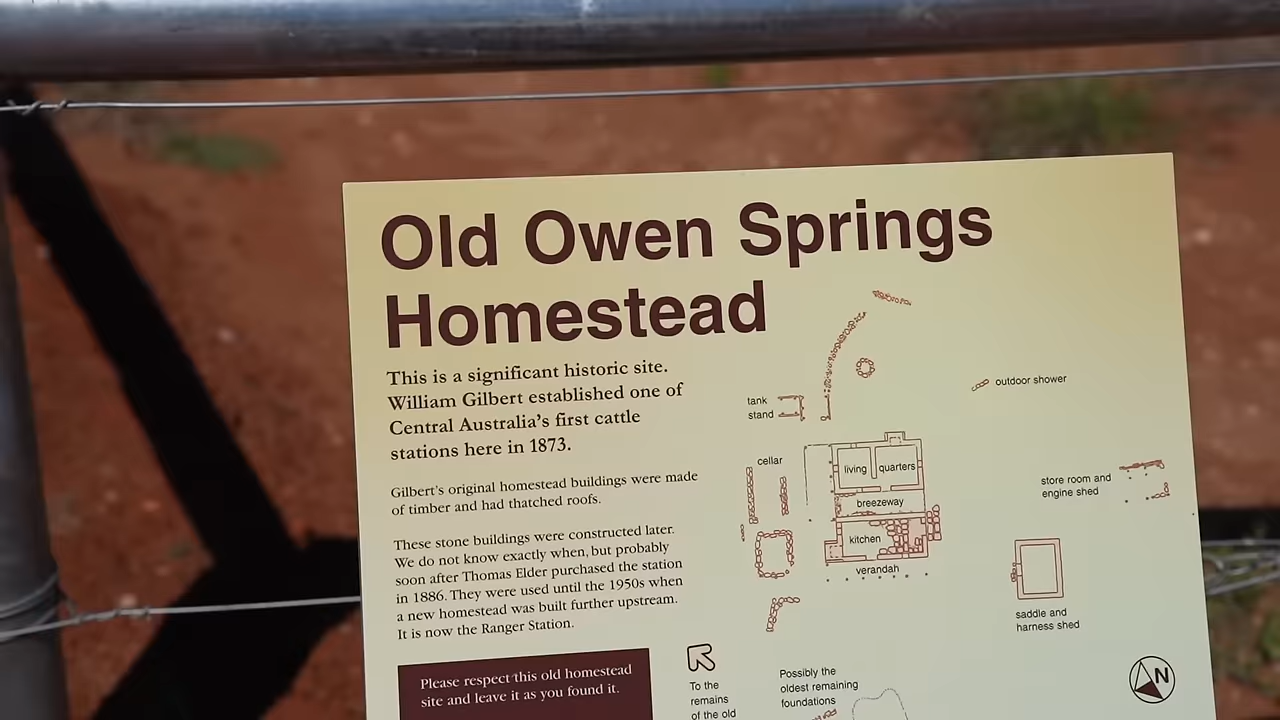 Old Owen Springs
Homestead
This is a significant historic site.
William Gilbert established one of
Central Australia's first cattle
stations here in 1873.
Gilbert's original homestead buildings were made
of timber and had thatched roofs.
These stone buildings were constructed later.
We do not know exactly when, but probably
soon after Thomas Elder purchased the station
in 1886. They were used until the 1950s when
a new homestead was built further upstream.
It is now the Ranger Station.
Please respect this old homestead
site and leave it as you found it.
outdoor shower
tank
stand
cellar
living
quarters
breezeway
kitchen
verandah
store room and
engine shed
saddle and
harness shed
To the
remains
of the old
Possibly the
oldest remaining
foundations
N